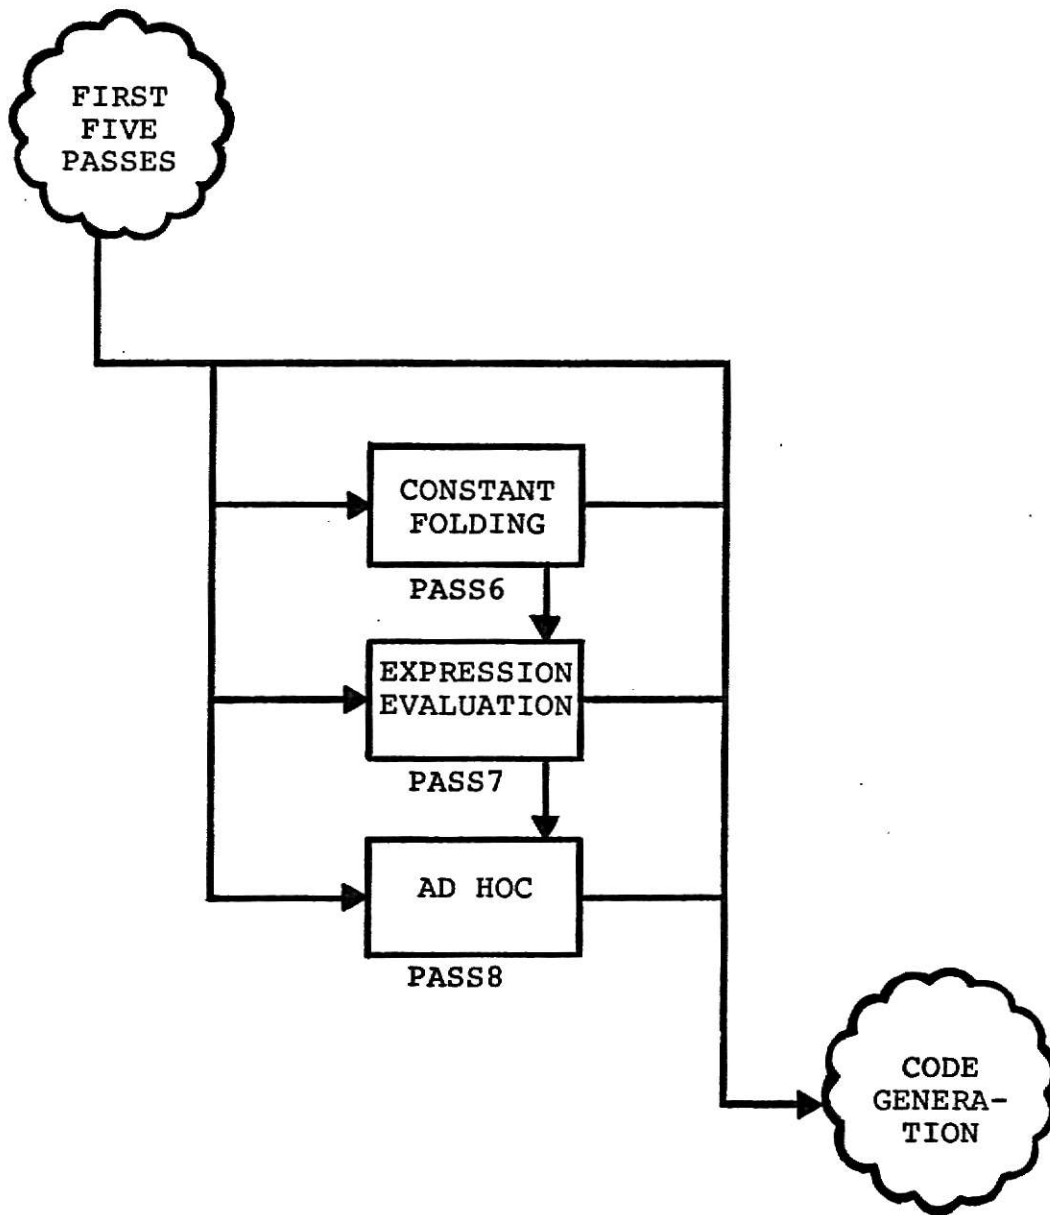 FIRST
FIVE
PASSES
CONSTANT
FOLDING
PASS6
EXPRESSION
EVALUATION
PASS7
AD HOC
PASS8
CODE
GENERA-
TION